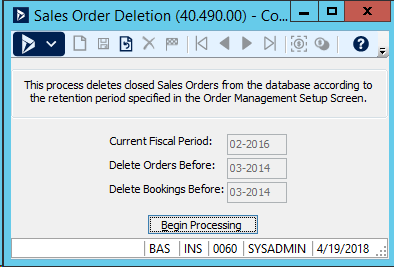 Sales Order Deletion (40.490.00) - Co...
This process deletes closed Sales Orders from the database according to
the retention period specified in the Order Management Setup Screen.
Current Fiscal Period: 02-2016
Delete Orders Before: 03-2014
Delete Bookings Before: 03-2014
Begin Processing
BAS INS 0060 SYSADMIN 4/19/2018